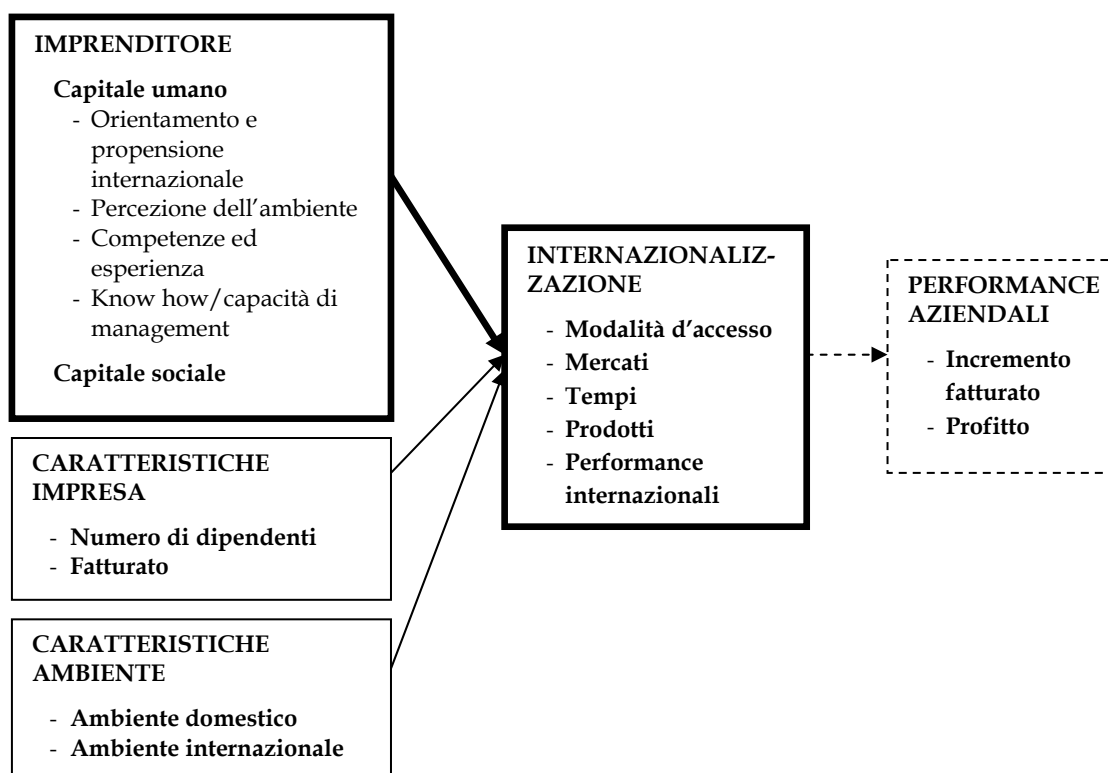 IMPRENDITORE
Capitale umano
- Orientamento e
propensione
internazionale
- Percezione dell'ambiente
- Competenze ed
esperienza
- Know how/capacità di
management
Capitale sociale
CARATTERISTICHE
IMPRESA
- Numero di dipendenti
- Fatturato
CARATTERISTICHE
AMBIENTE
- Ambiente domestico
- Ambiente internazionale
INTERNAZIONALIZ-
ZAZIONE
- Modalità d'accesso
- Mercati
- Tempi
- Prodotti
- Performance
internazionali
PERFORMANCE
AZIENDALI
- Incremento
fatturato
- Profitto